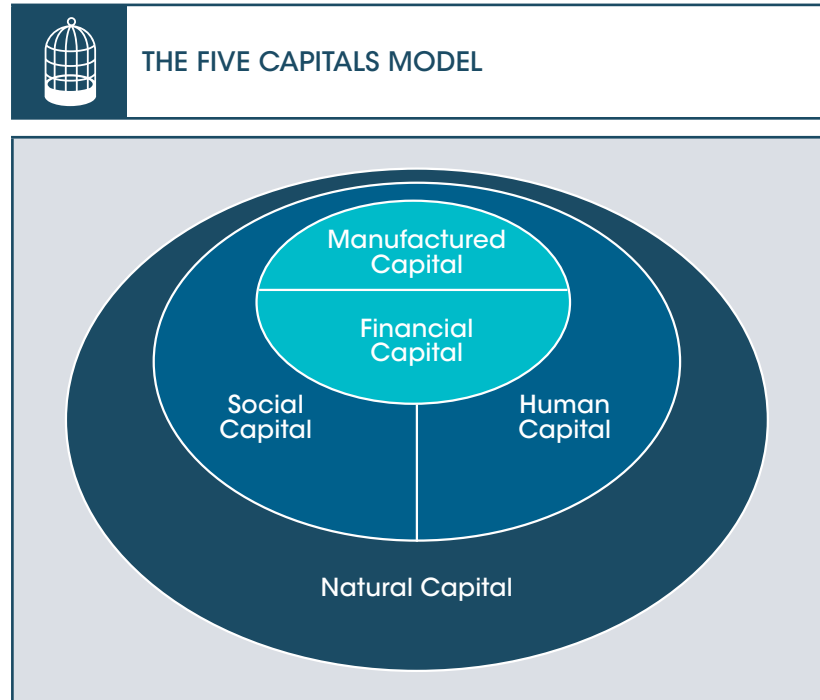 THE FIVE CAPITALS MODEL
Manufactured
Capital
Financial
Capital
Social
Capital
Human
Capital
Natural Capital